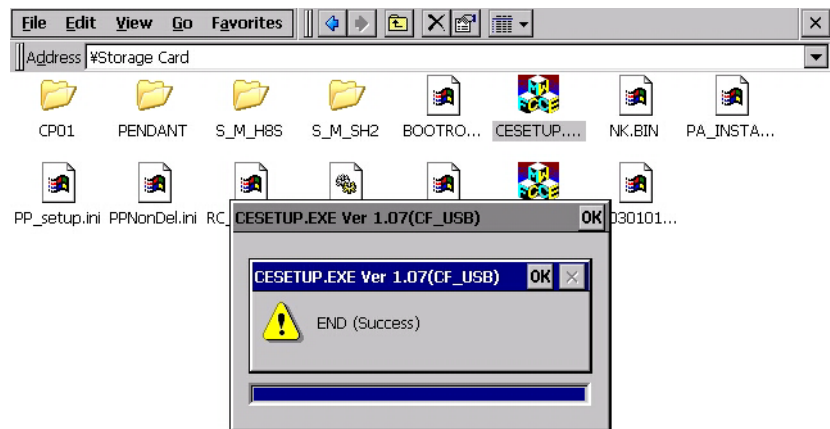 File Edit View Go Favorites
Address ¥Storage Card
CP01 PENDANT S_M_H8S S_M_SH2 BOOTRO... CESETUP.... NK.BIN PA_INSTA...
PP_setup.ini PPNonDel.ini RC_ 030101...
CESETUP.EXE Ver 1.07(CF_USB) OK
CESETUP.EXE Ver 1.07(CF_USB) OK
END (Success)